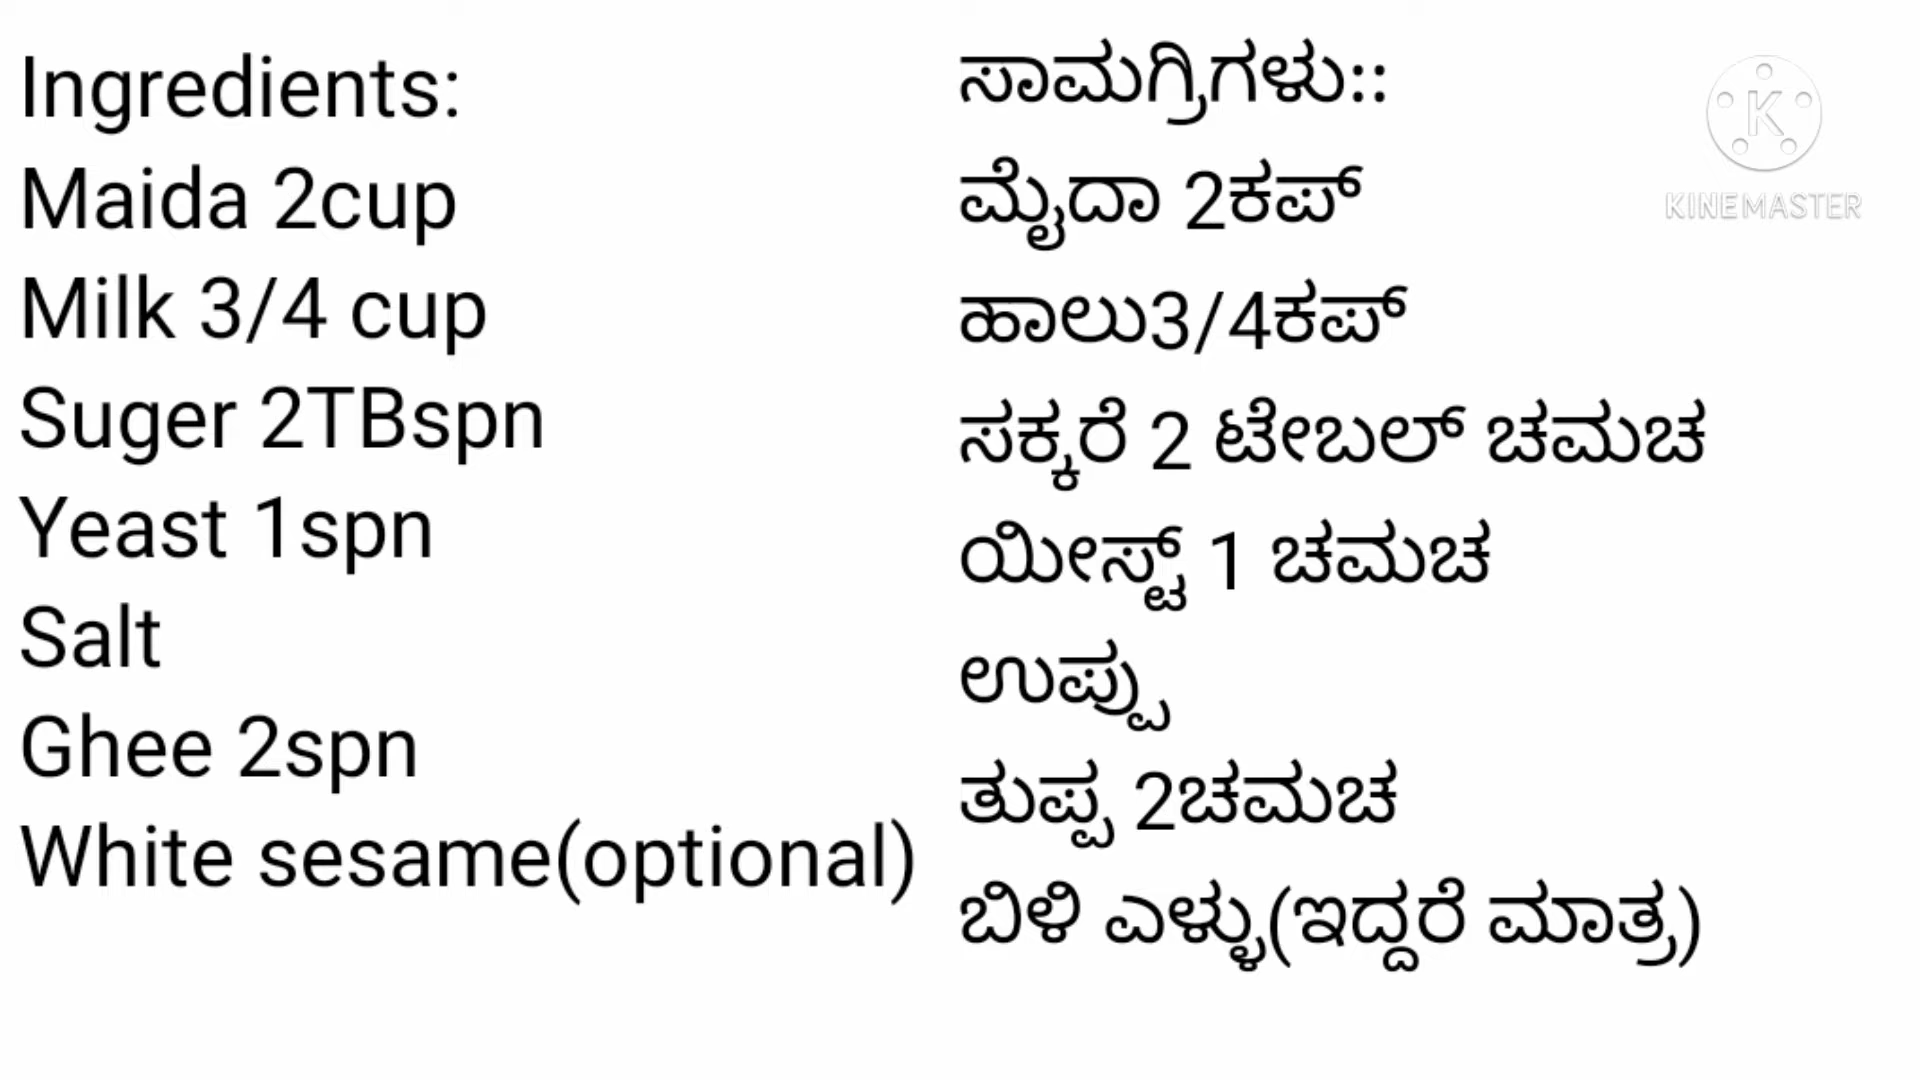 Ingredients:
Maida 2cup
Milk 3/4 cup
Suger 2TBspn
Yeast 1spn
Salt
Ghee 2spn
White sesame(optional)
ಸಾಮಗ್ರಿಗಳು::
ಮೈದಾ 2ಕಪ್
ಹಾಲು3/4ಕಪ್
ಸಕ್ಕರೆ 2 ಟೇಬಲ್ ಚಮಚ
ಯೀಸ್ಟ್ 1 ಚಮಚ
ಉಪ್ಪು
ತುಪ್ಪ 2ಚಮಚ
ಬಿಳಿ ಎಳ್ಳು(ಇದ್ದರೆ ಮಾತ್ರ)
K
KINEMASTER